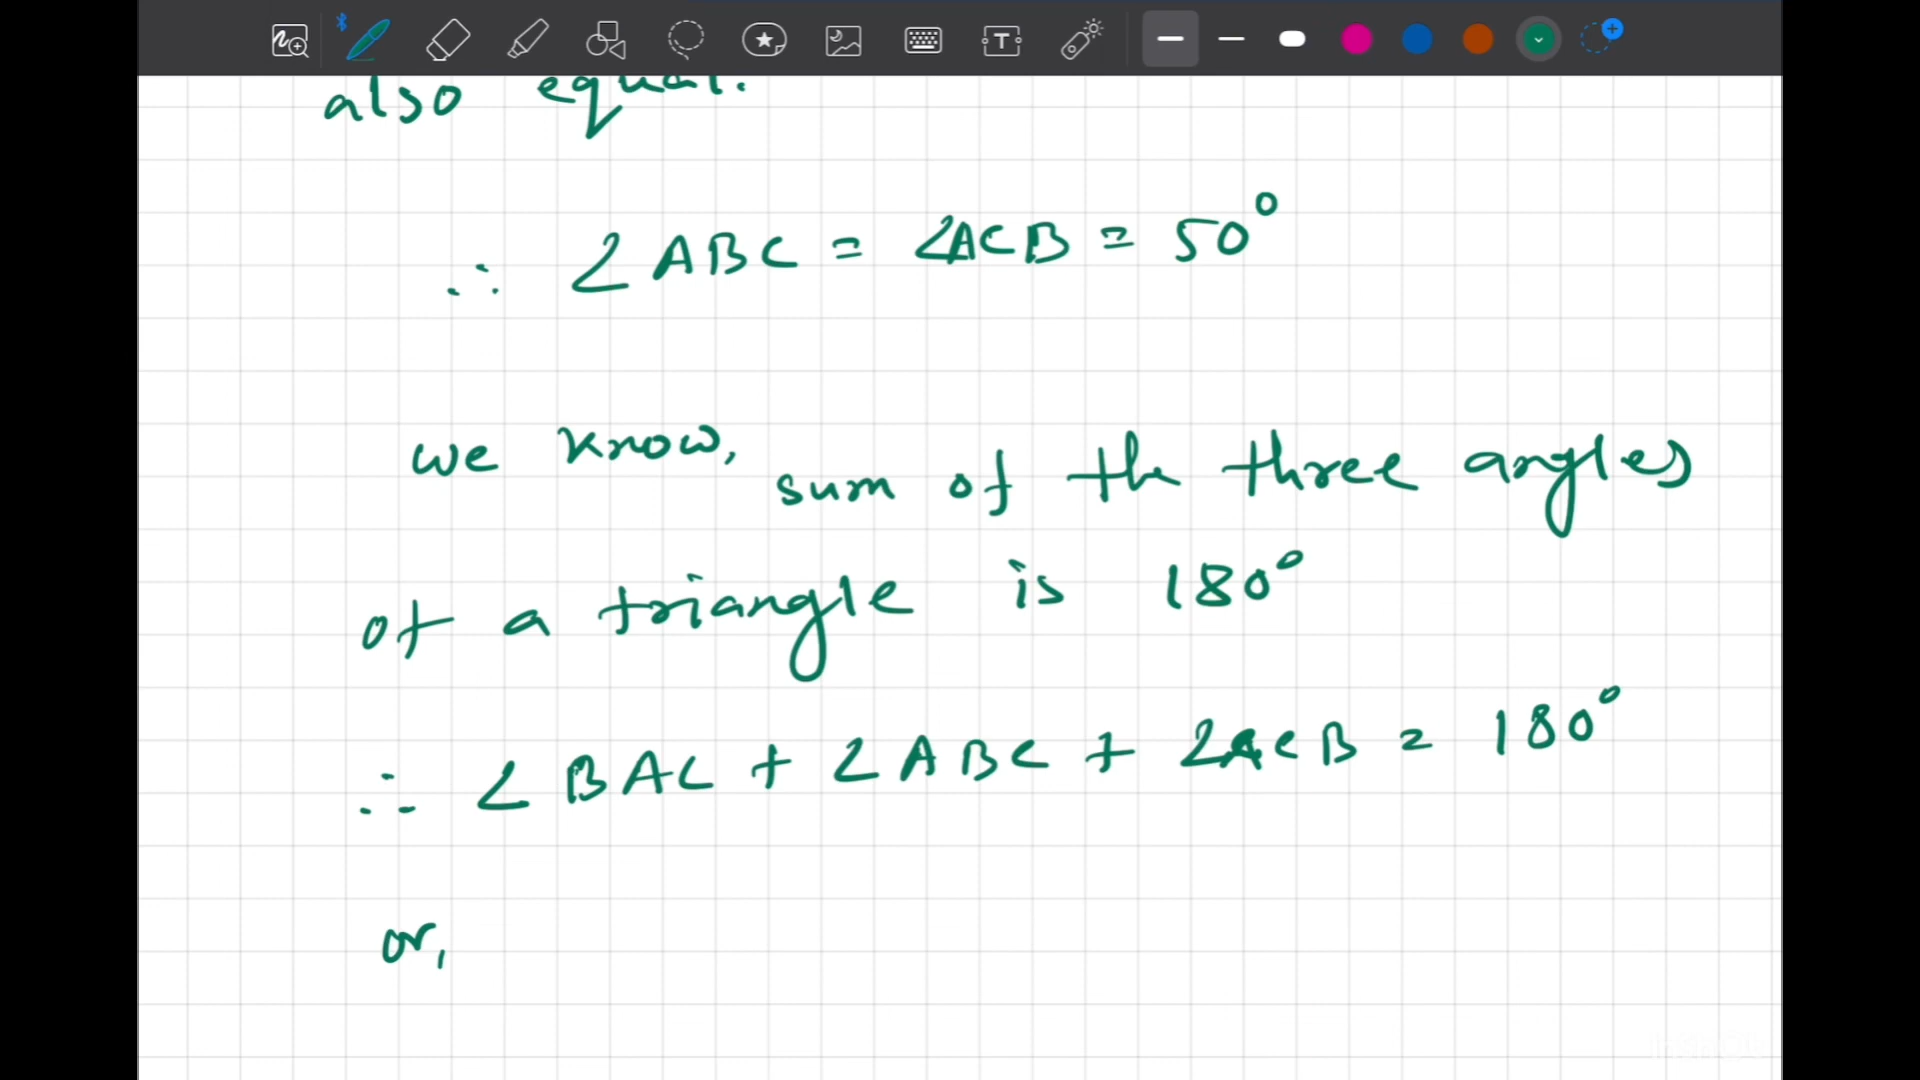 also equal.
∴ ∠ABC = ∠ACB = 50°
we know, sum of the three angles
of a triangle is 180°
∴ ∠BAC + ∠ABC + ∠ACB = 180°
or,